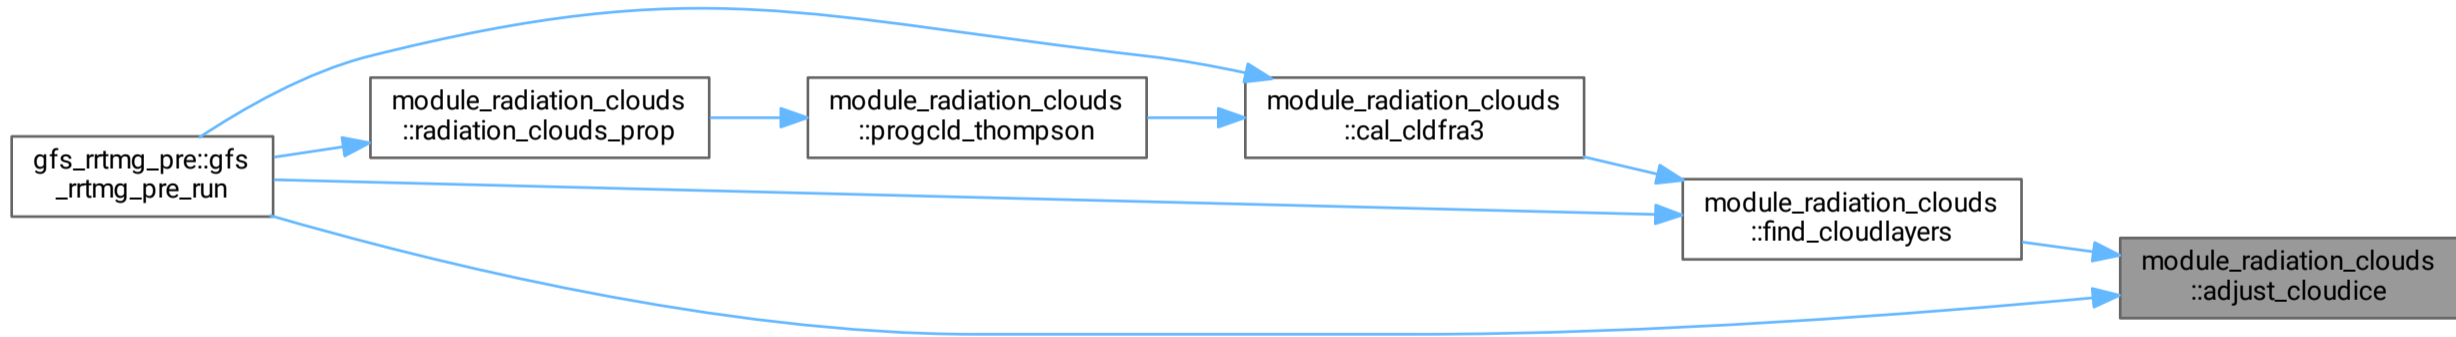 gfs_rrtmg_pre::gfs
_rrtmg_pre_run
module_radiation_clouds
::radiation_clouds_prop
module_radiation_clouds
::progcld_thompson
module_radiation_clouds
::cal_cldfra3
module_radiation_clouds
::find_cloudlayers
module_radiation_clouds
::adjust_cloudice